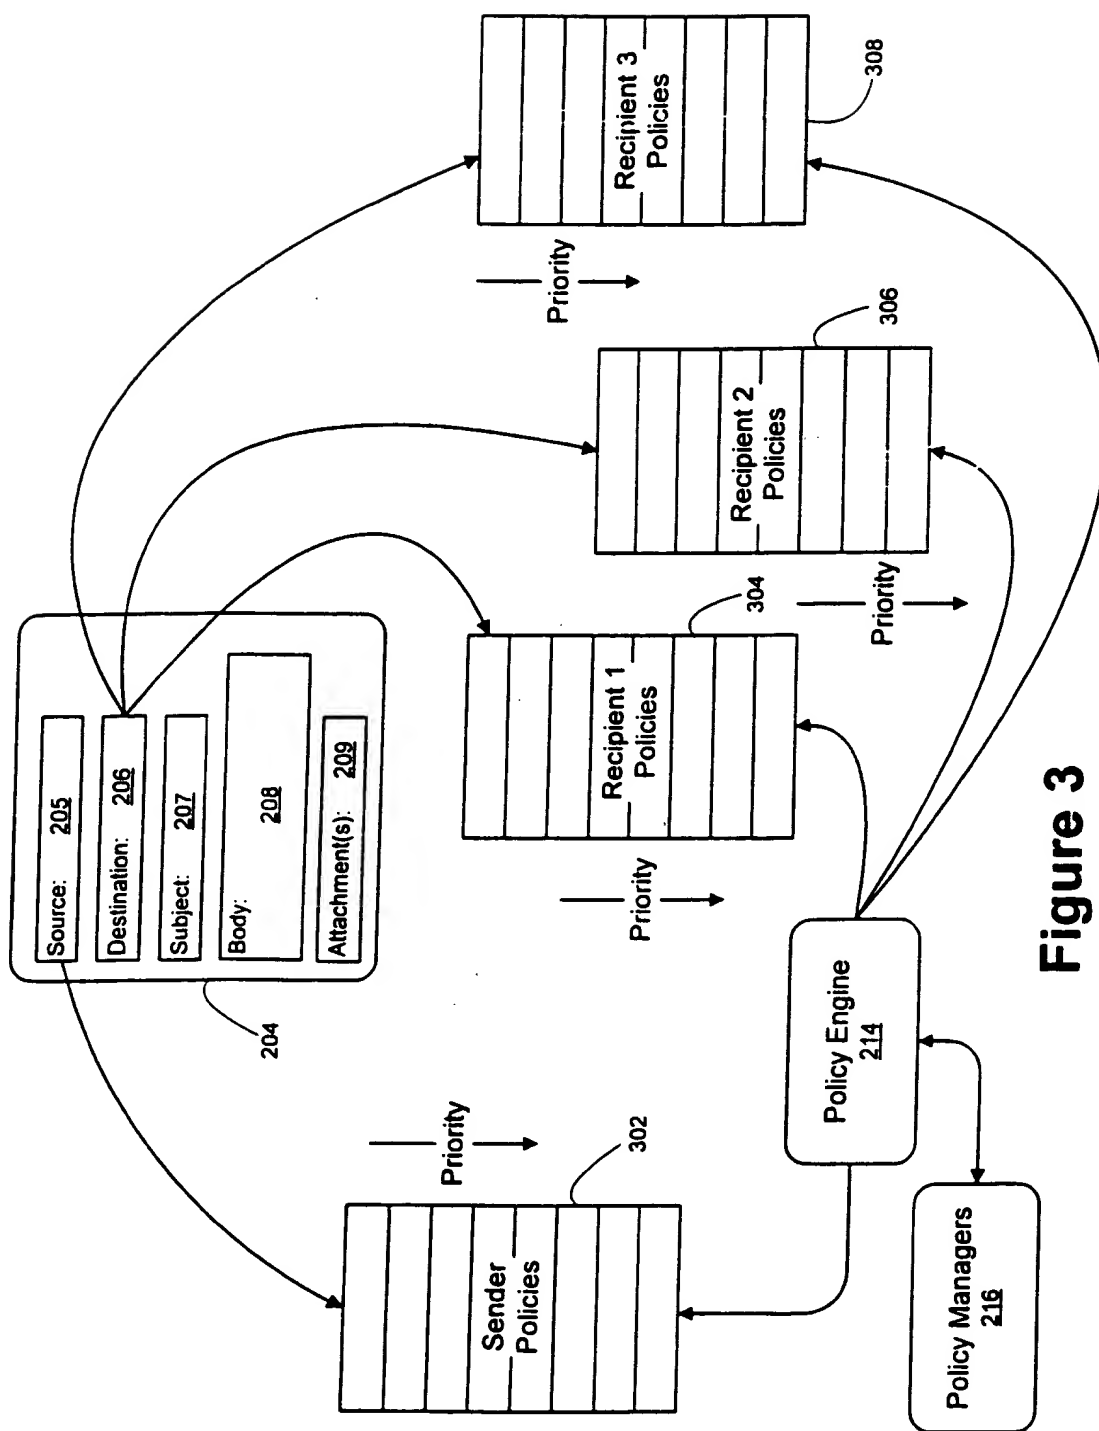 Source: 205
Destination: 206
Subject: 207
Body:
208
Attachment(s): 209
204
Priority
Sender
Policies
302
Priority
Recipient 1
Policies
304
Priority
Recipient 2
Policies
306
Priority
Recipient 3
Policies
308
Policy Engine
214
Policy Managers
216
Figure 3